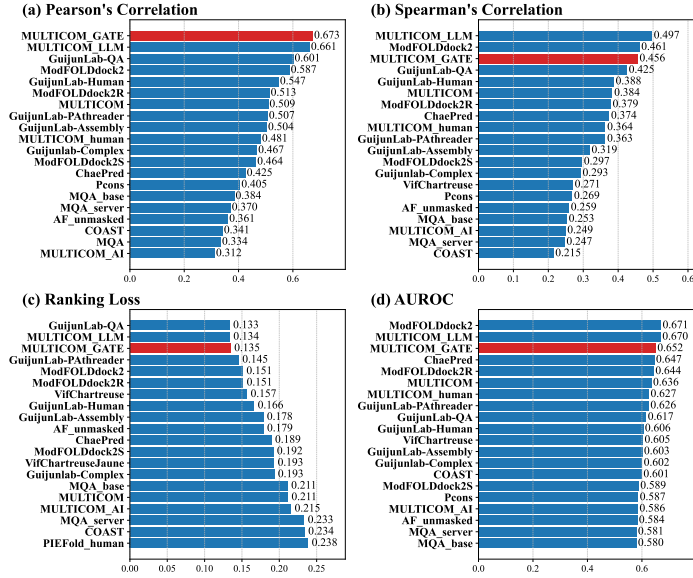 (a) Pearson's Correlation
MULTICOM_GATE 0.673
MULTICOM_LLM 0.661
GuijunLab-QA 0.601
ModFOLDdock2 0.587
GuijunLab-Human 0.547
ModFOLDdock2R 0.513
MULTICOM 0.509
GuijunLab-PAthreader 0.507
GuijunLab-Assembly 0.504
MULTICOM_human 0.481
Guijunlab-Complex 0.467
ModFOLDdock2S 0.464
ChaePred 0.425
Pcons 0.405
MQA_base 0.384
MQA_server 0.370
AF_unmasked 0.361
COAST 0.341
MQA 0.334
MULTICOM_AI 0.312
0.0 0.2 0.4 0.6
(b) Spearman's Correlation
MULTICOM_LLM 0.497
ModFOLDdock2 0.461
MULTICOM_GATE 0.456
GuijunLab-QA 0.425
GuijunLab-Human 0.388
MULTICOM 0.384
ModFOLDdock2R 0.379
ChaePred 0.374
MULTICOM_human 0.364
GuijunLab-PAthreader 0.363
GuijunLab-Assembly 0.319
ModFOLDdock2S 0.297
Guijunlab-Complex 0.293
VifChartreuse 0.271
Pcons 0.269
AF_unmasked 0.259
MQA_base 0.253
MULTICOM_AI 0.249
MQA_server 0.247
COAST 0.215
0.0 0.1 0.2 0.3 0.4 0.5 0.6
(c) Ranking Loss
GuijunLab-QA 0.133
MULTICOM_LLM 0.134
MULTICOM_GATE 0.135
GuijunLab-PAthreader 0.145
ModFOLDdock2 0.151
ModFOLDdock2R 0.151
VifChartreuse 0.157
GuijunLab-Human 0.166
GuijunLab-Assembly 0.178
AF_unmasked 0.179
ChaePred 0.189
ModFOLDdock2S 0.192
VifChartreuseJaune 0.193
Guijunlab-Complex 0.193
MQA_base 0.211
MULTICOM 0.211
MULTICOM_AI 0.215
MQA_server 0.233
COAST 0.234
PIEFold_human 0.238
0.00 0.05 0.10 0.15 0.20 0.25
(d) AUROC
ModFOLDdock2 0.671
MULTICOM_LLM 0.670
MULTICOM_GATE 0.652
ChaePred 0.647
ModFOLDdock2R 0.644
MULTICOM 0.636
MULTICOM_human 0.627
GuijunLab-PAthreader 0.626
GuijunLab-QA 0.617
GuijunLab-Human 0.606
VifChartreuse 0.605
GuijunLab-Assembly 0.603
Guijunlab-Complex 0.602
COAST 0.601
ModFOLDdock2S 0.589
Pcons 0.587
MULTICOM_AI 0.586
AF_unmasked 0.584
MQA_server 0.581
MQA_base 0.580
0.0 0.2 0.4 0.6